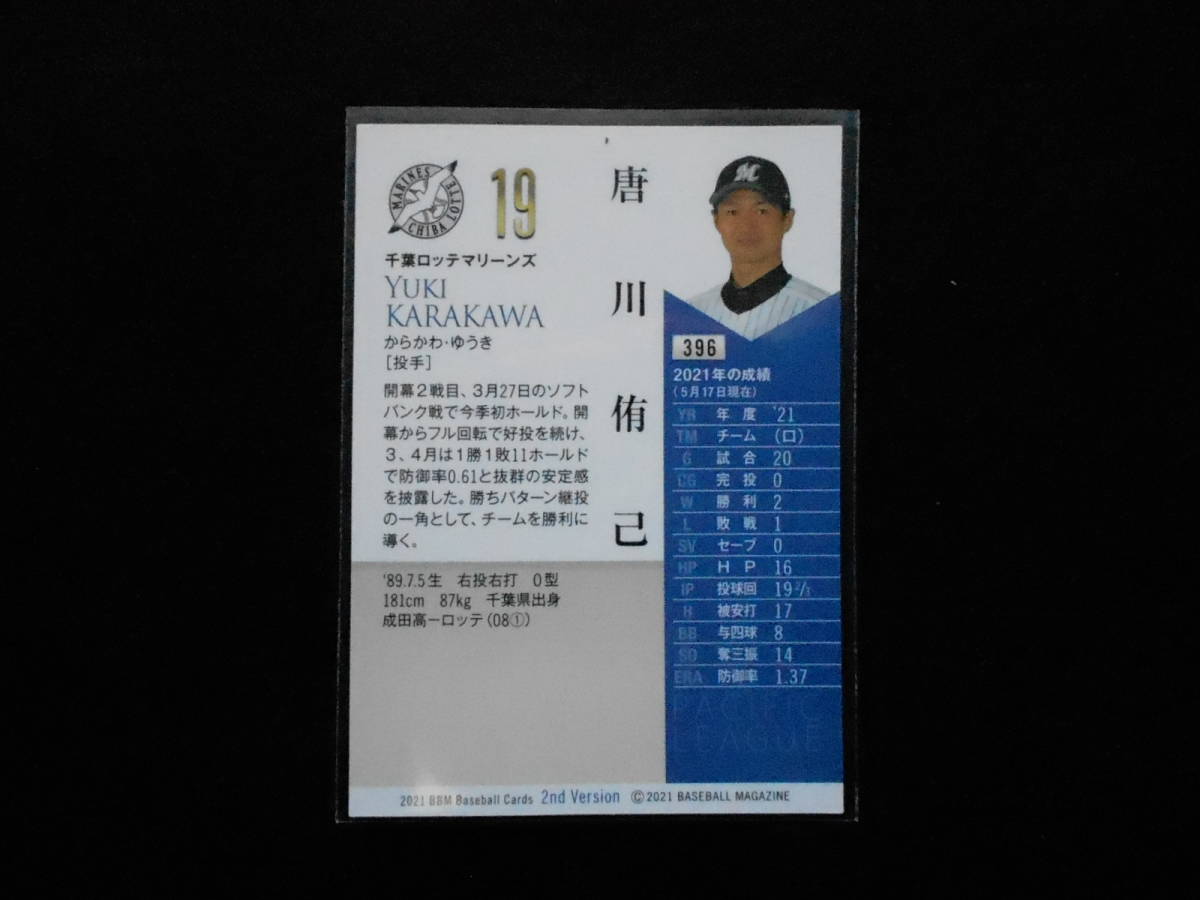 MARINES
CHIBA LOTTE
19
千葉ロッテマリーンズ
YUKI
KARAKAWA
からかわ・ゆうき
［投手］
唐川侑己
開幕2戦目、3月27日のソフト
バンク戦で今季初ホールド。開
幕からフル回転で好投を続け、
3、4月は1勝1敗11ホールド
で防御率0.61と抜群の安定感
を披露した。勝ちパターン継投
の一角として、チームを勝利に
導く。
'89.7.5生 右投右打 O型
181cm 87kg 千葉県出身
成田高ーロッテ(08①)
M
396
2021年の成績
(5月17日現在)
YR 年度 '21
TM チーム (ロ)
G 試合 20
CG 完投 0
W 勝利 2
L 敗戦 1
SV セーブ 0
HP HP 16
IP 投球回 19 2/3
H 被安打 17
BB 与四球 8
SO 奪三振 14
ERA 防御率 1.37
PACIFIC
LEAGUE
2021 BBM Baseball Cards 2nd Version ©2021 BASEBALL MAGAZINE